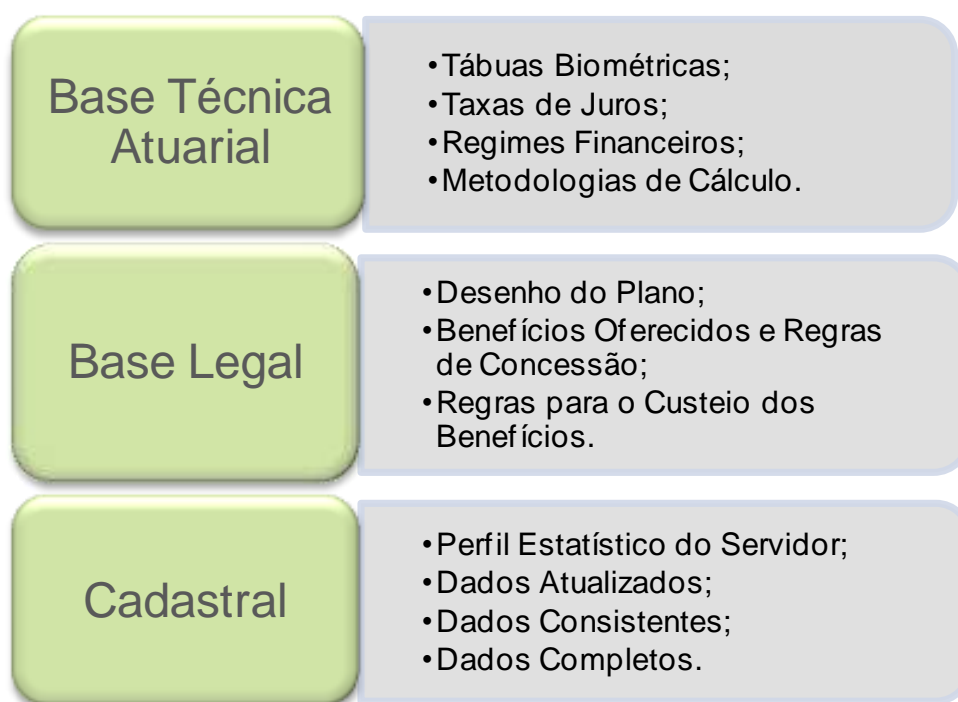 Base Técnica
Atuarial
•Tábuas Biométricas;
•Taxas de Juros;
•Regimes Financeiros;
•Metodologias de Cálculo.
Base Legal
•Desenho do Plano;
•Benefícios Oferecidos e Regras
de Concessão;
•Regras para o Custeio dos
Benefícios.
Cadastral
•Perfil Estatístico do Servidor;
•Dados Atualizados;
•Dados Consistentes;
•Dados Completos.